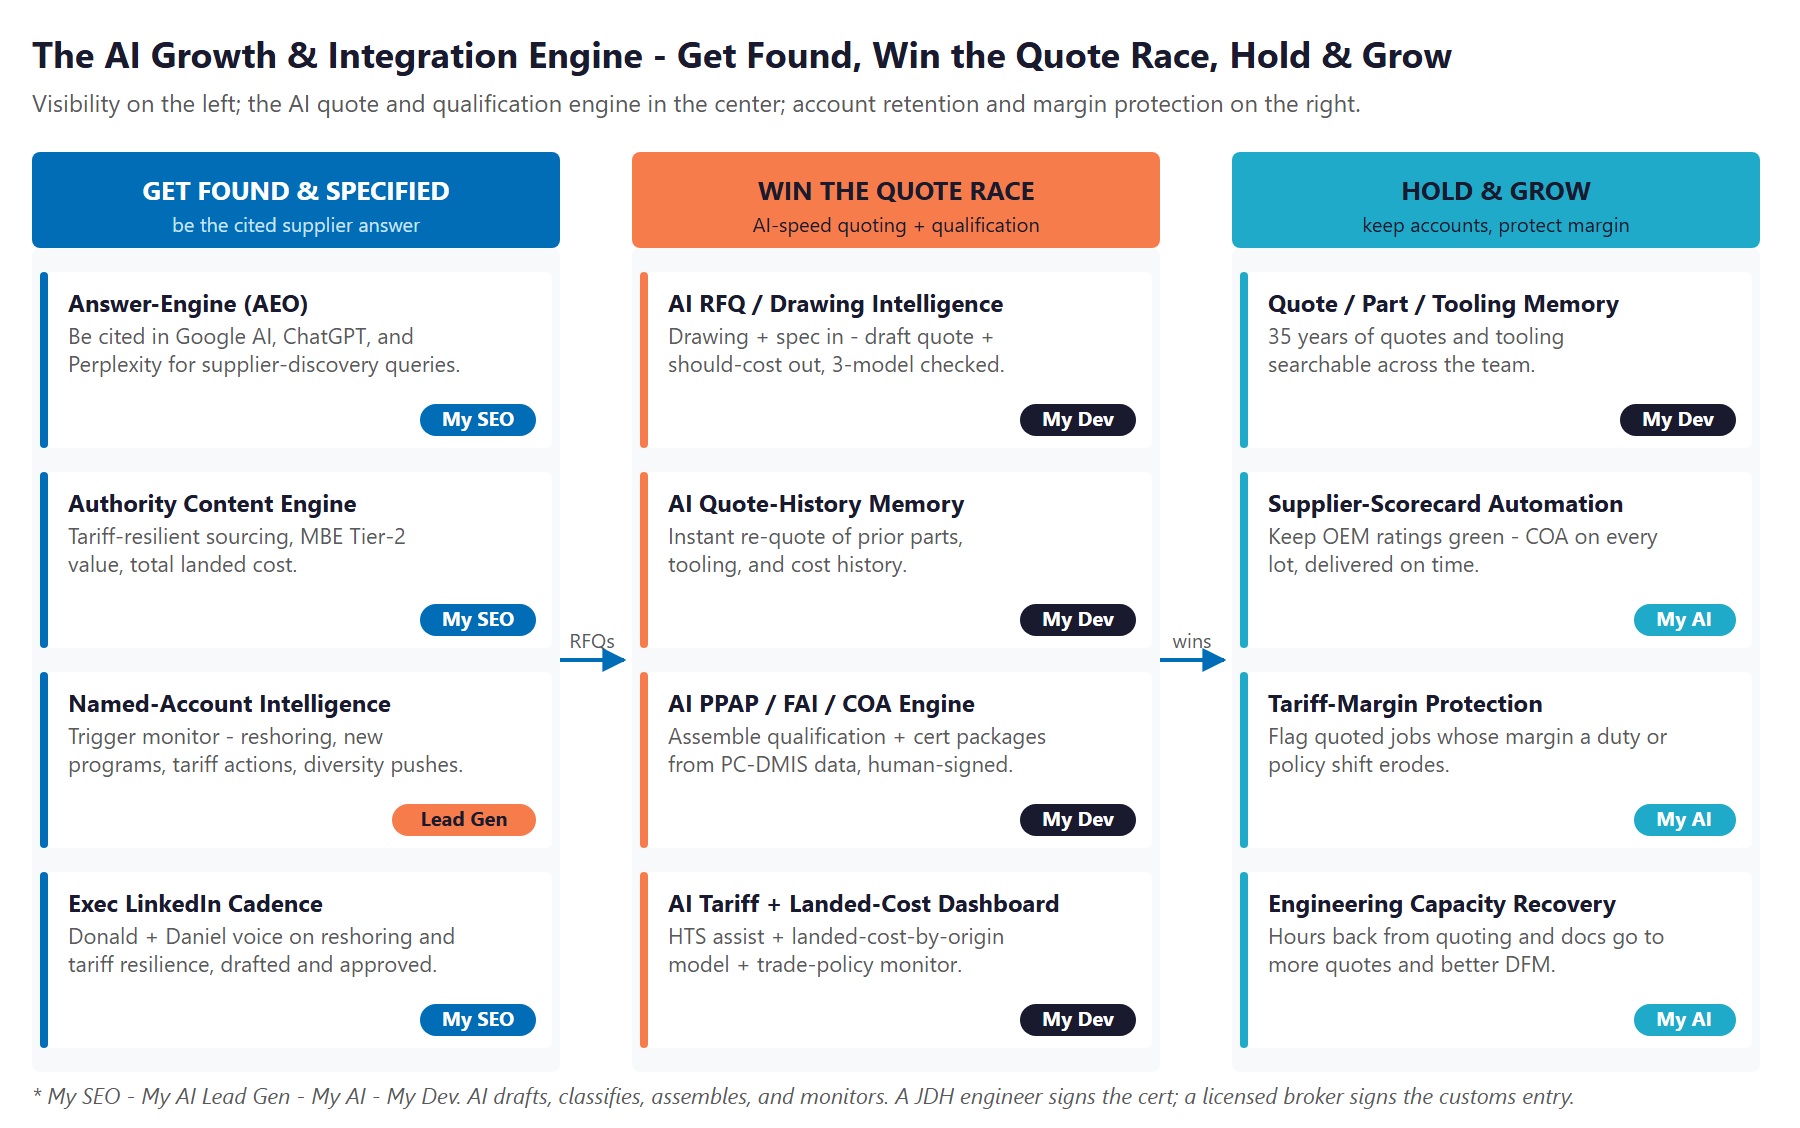 The AI Growth & Integration Engine - Get Found, Win the Quote Race, Hold & Grow
Visibility on the left; the AI quote and qualification engine in the center; account retention and margin protection on the right.
GET FOUND & SPECIFIED
be the cited supplier answer
Answer-Engine (AEO)
Be cited in Google AI, ChatGPT, and
Perplexity for supplier-discovery queries.
My SEO
Authority Content Engine
Tariff-resilient sourcing, MBE Tier-2
value, total landed cost.
My SEO
Named-Account Intelligence
Trigger monitor - reshoring, new
programs, tariff actions, diversity pushes.
Lead Gen
Exec LinkedIn Cadence
Donald + Daniel voice on reshoring and
tariff resilience, drafted and approved.
My SEO
RFQs
WIN THE QUOTE RACE
AI-speed quoting + qualification
AI RFQ / Drawing Intelligence
Drawing + spec in - draft quote +
should-cost out, 3-model checked.
My Dev
AI Quote-History Memory
Instant re-quote of prior parts,
tooling, and cost history.
My Dev
AI PPAP / FAI / COA Engine
Assemble qualification + cert packages
from PC-DMIS data, human-signed.
My Dev
AI Tariff + Landed-Cost Dashboard
HTS assist + landed-cost-by-origin
model + trade-policy monitor.
My Dev
wins
HOLD & GROW
keep accounts, protect margin
Quote / Part / Tooling Memory
35 years of quotes and tooling
searchable across the team.
My Dev
Supplier-Scorecard Automation
Keep OEM ratings green - COA on every
lot, delivered on time.
My AI
Tariff-Margin Protection
Flag quoted jobs whose margin a duty or
policy shift erodes.
My AI
Engineering Capacity Recovery
Hours back from quoting and docs go to
more quotes and better DFM.
My AI
* My SEO - My AI Lead Gen - My AI - My Dev. AI drafts, classifies, assembles, and monitors. A JDH engineer signs the cert; a licensed broker signs the customs entry.